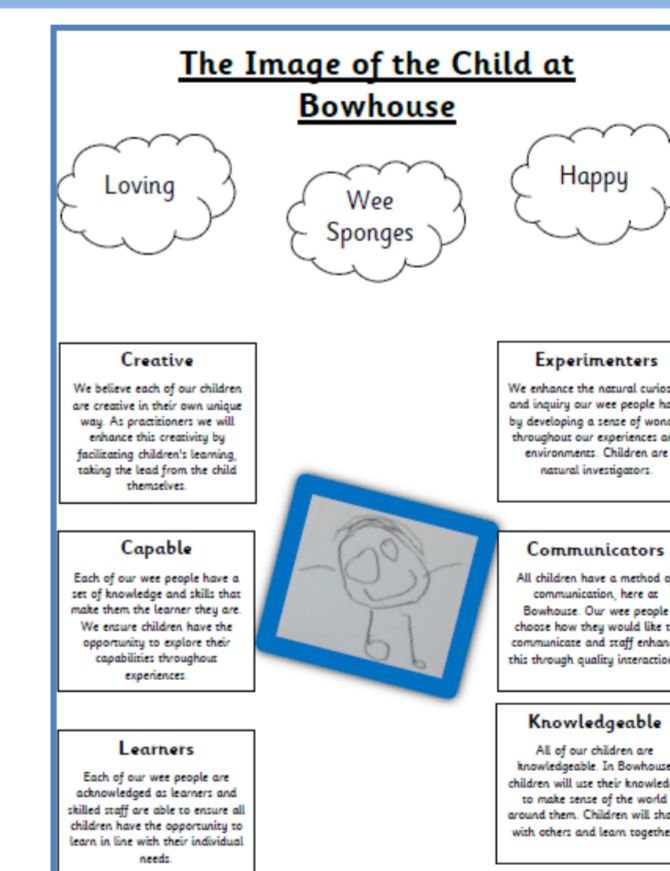 The Image of the Child at
Bowhouse
Loving
Wee
Sponges
Happy
Creative
We believe each of our children
are creative in their own unique
way. As practitioners we will
enhance this creativity by
facilitating children's learning,
taking the lead from the child
themselves.
Experimenters
We enhance the natural
and inquiry our wee people
by developing a sense of
throughout our experiences
environments. Children are
natural investigators.
Capable
Each of our wee people have a
set of knowledge and skills that
make them the learner they are.
We ensure children have the
opportunity to explore their
capabilities throughout
experiences.
Communicators
All children have a method
communication, here at
Bowhouse. Our wee people
choose how they would like
communicate and staff
this through quality
Learners
Each of our wee people are
acknowledged as learners and
skilled staff are able to ensure all
children have the opportunity to
learn in line with their individual
needs.
Knowledgeable
All of our children are
knowledgeable. In Bowhouse
children will use their
to make sense of the world
around them. Children will
with others and learn